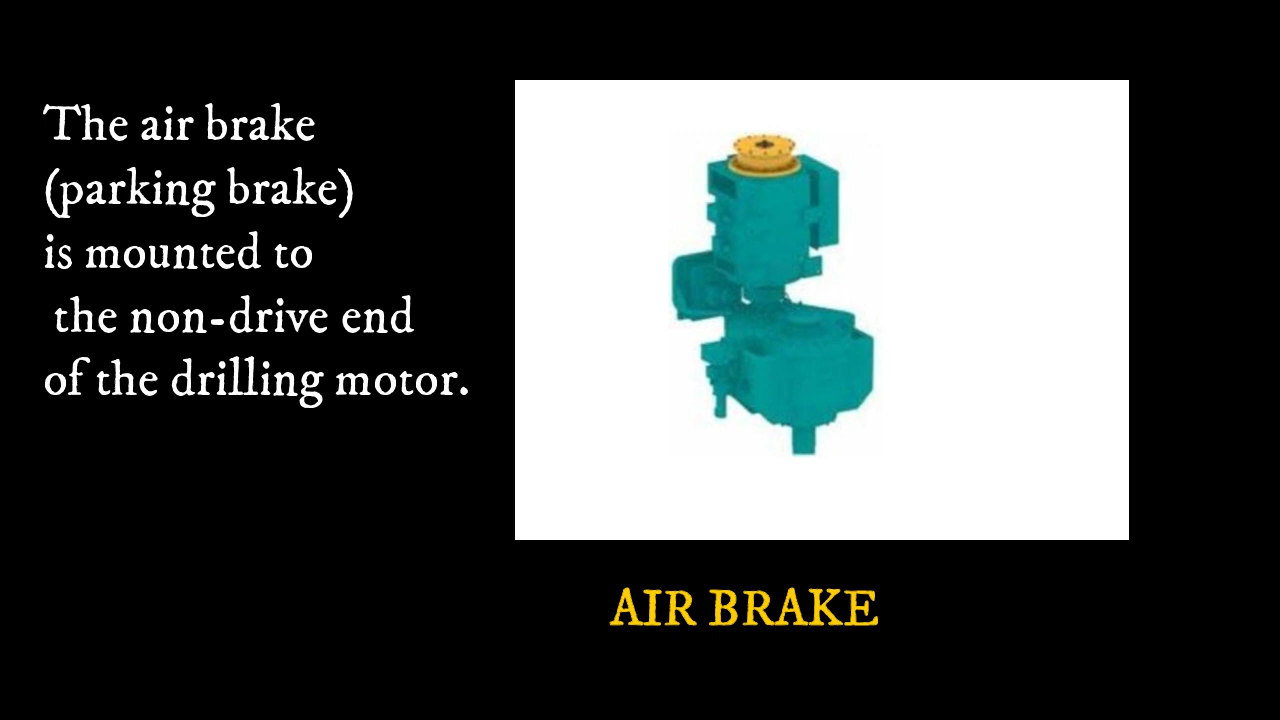 The air brake
(parking brake)
is mounted to
the non-drive end
of the drilling motor.
AIR BRAKE